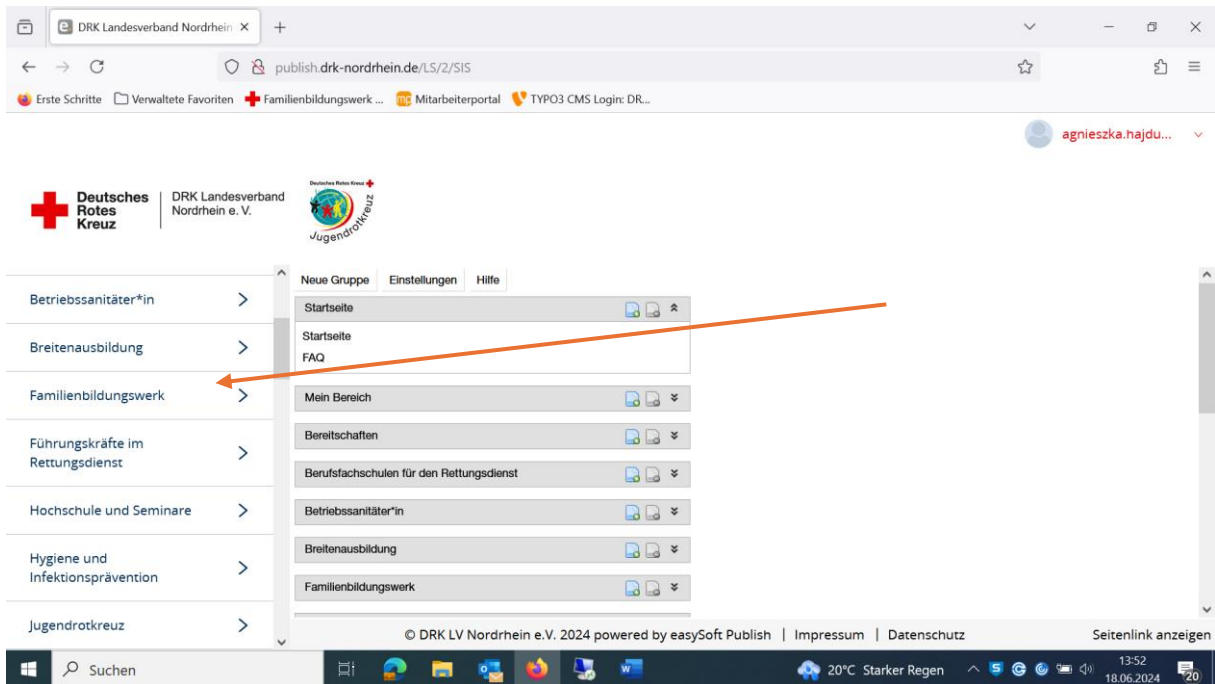 DRK Landesverband Nordrhein
publish.drk-nordrhein.de/LS/2/SIS
Erste Schritte Verwaltete Favoriten Familienbildungswerk ... Mitarbeiterportal TYPO3 CMS Login: DR...
agnieszka.hajdu...
Deutsches Rotes Kreuz
Deutsches
Rotes
Kreuz
DRK Landesverband
Nordrhein e. V.
Jugendrotkreuz
Neue Gruppe Einstellungen Hilfe
Betriebssanitäter*in
Breitenausbildung
Familienbildungswerk
Führungskräfte im
Rettungsdienst
Hochschule und Seminare
Hygiene und
Infektionsprävention
Jugendrotkreuz
Startseite
Startseite
FAQ
Mein Bereich
Bereitschaften
Berufsfachschulen für den Rettungsdienst
Betriebssanitäter*in
Breitenausbildung
Familienbildungswerk
© DRK LV Nordrhein e.V. 2024 powered by easySoft Publish | Impressum | Datenschutz
Seitenlink anzeigen
Suchen
20°C Starker Regen
13:52
18.06.2024
20